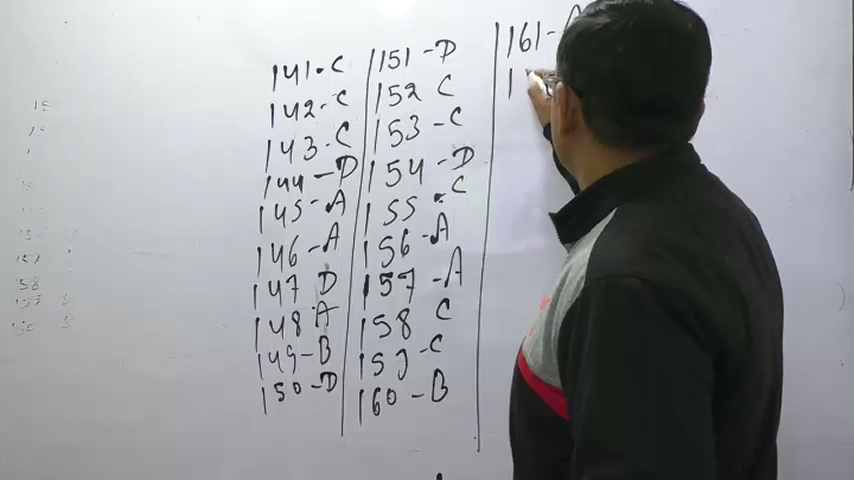 141.C
142-C
143-C
144-D
145-A
146-A
147 D
148-A
149-B
150-D
151-D
152 C
153-C
154-D
155-C
156-A
157-A
158 C
159-C
160-B
161-A